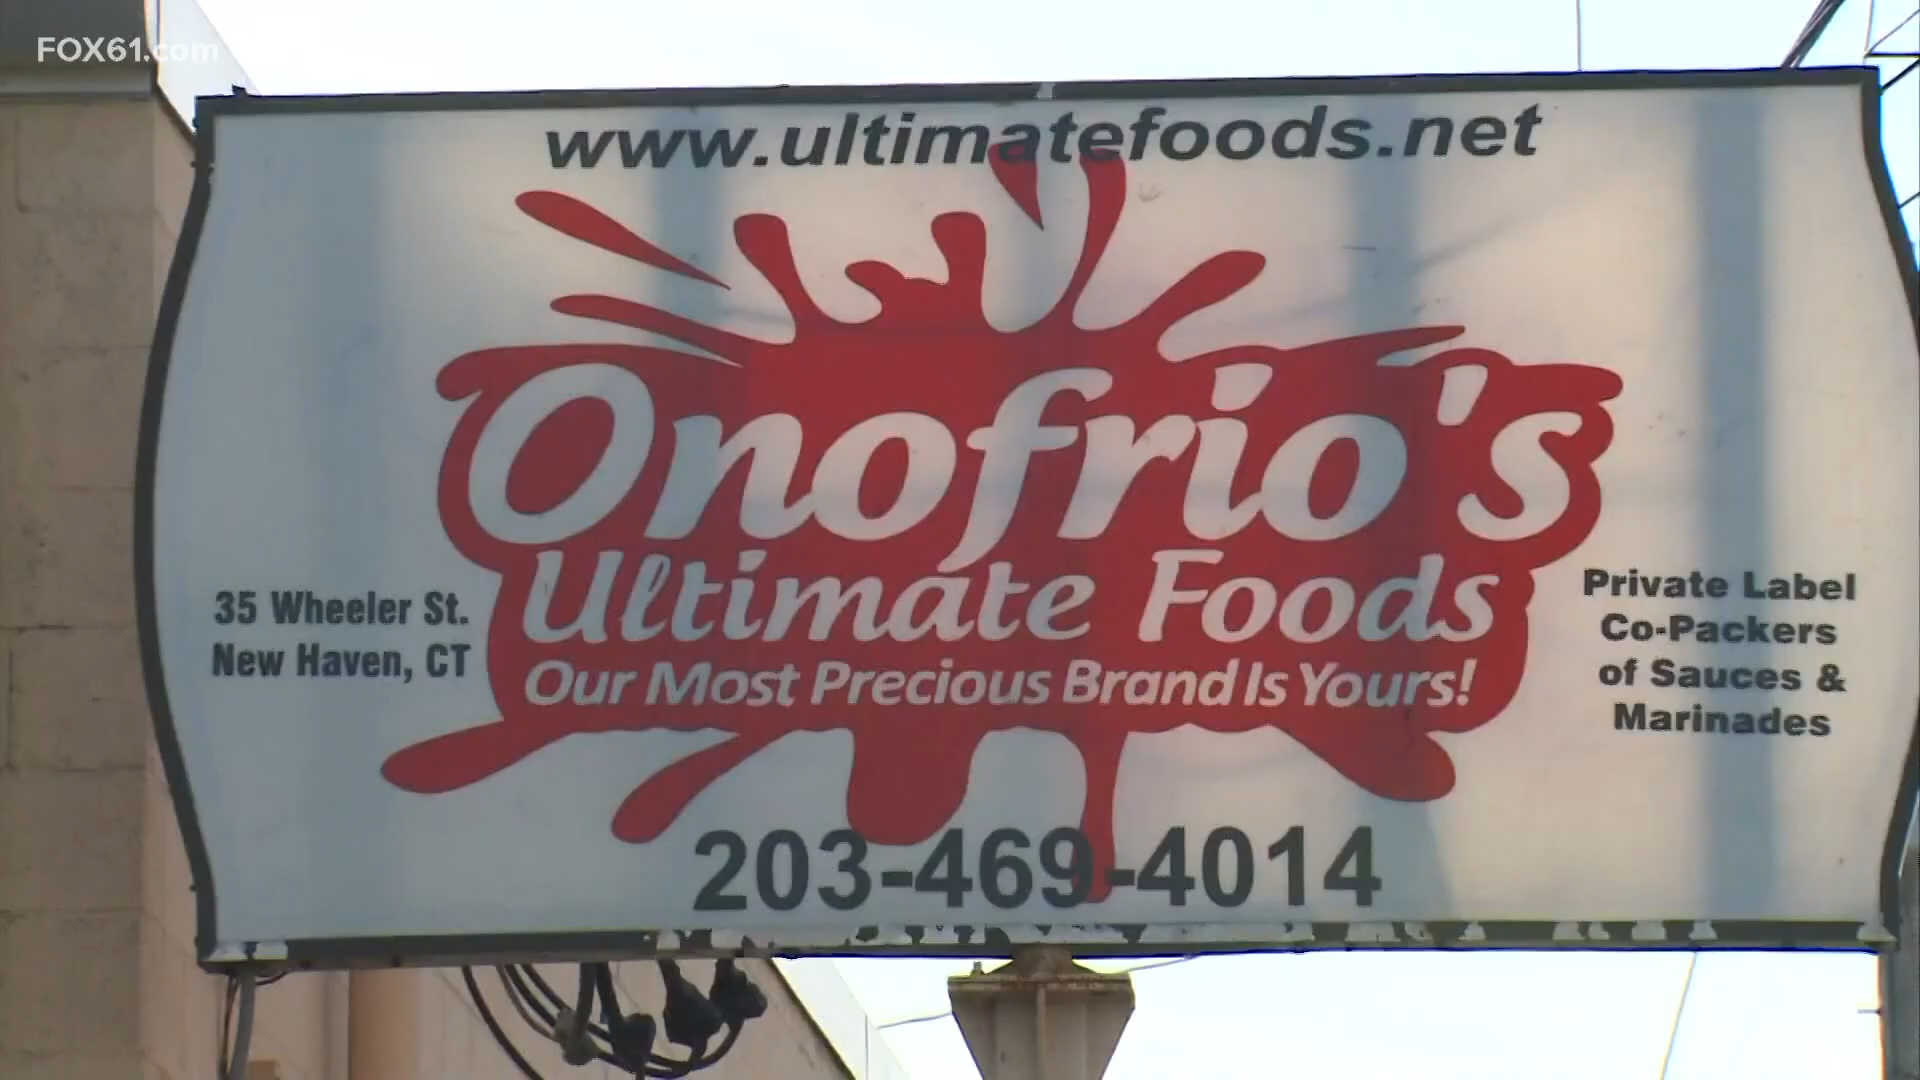 FOX61.com
www.ultimatefoods.net
Onofrio's
Ultimate Foods
Our Most Precious Brand Is Yours!
35 Wheeler St.
New Haven, CT
Private Label
Co-Packers
of Sauces &
Marinades
203-469-4014